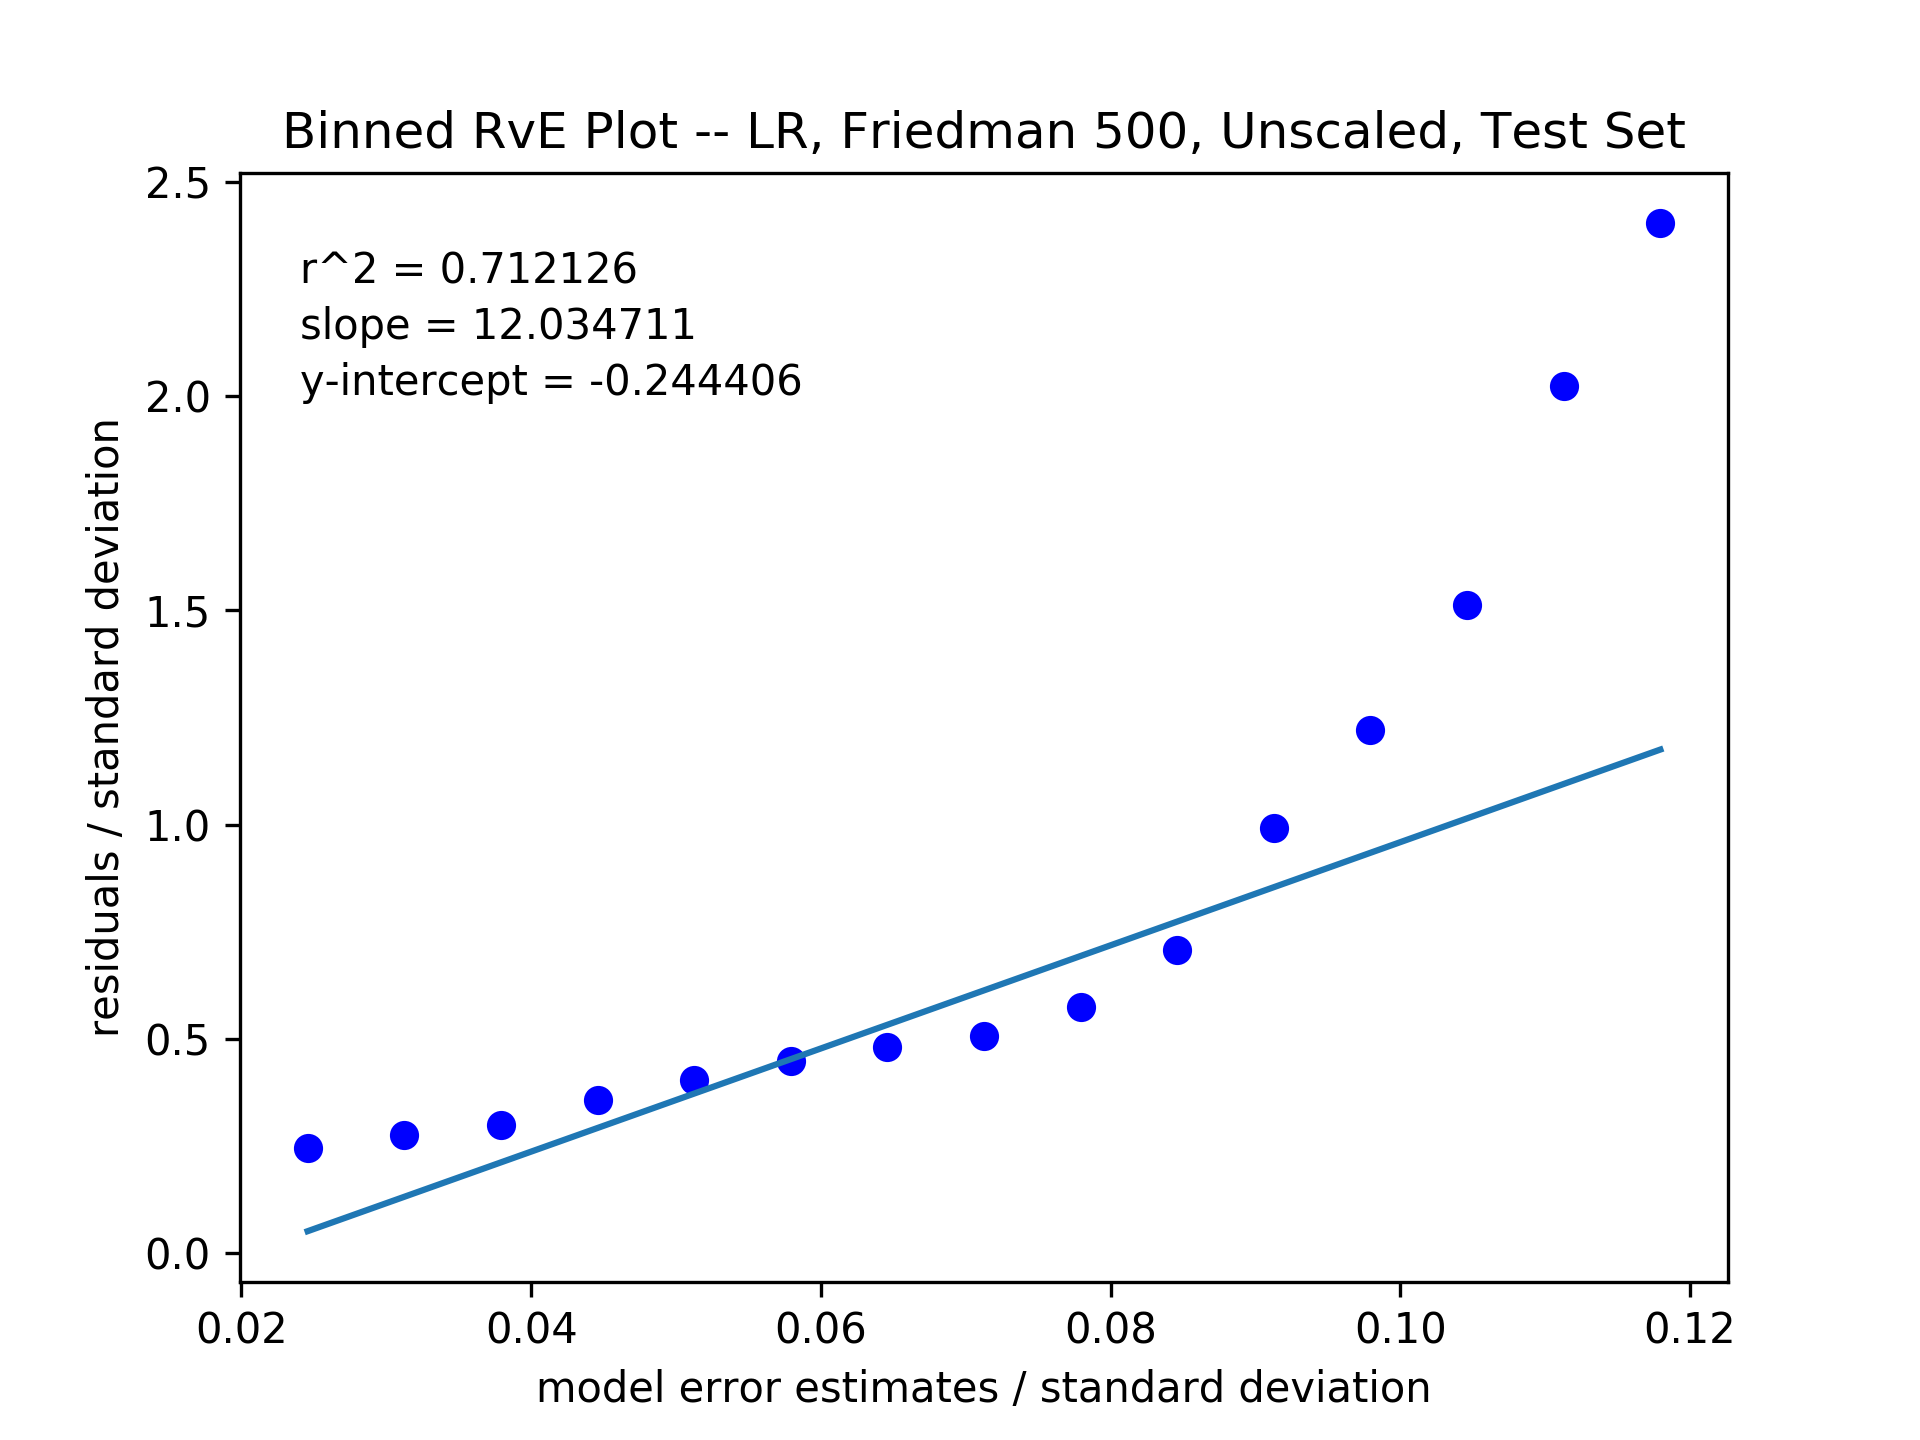 Binned RvE Plot -- LR, Friedman 500, Unscaled, Test Set
2.5
2.0
1.5
1.0
0.5
0.0
residuals / standard deviation
r^2 = 0.712126
slope = 12.034711
y-intercept = -0.244406
0.02 0.04 0.06 0.08 0.10 0.12
model error estimates / standard deviation